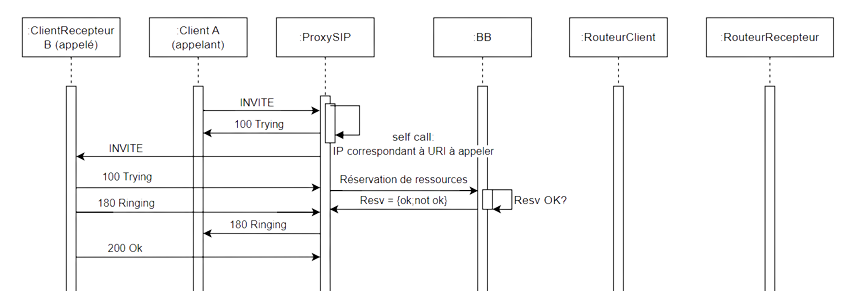 :ClientRecepteur
B (appelé)
:Client A
(appelant)
:ProxySIP
:BB
:RouteurClient
:RouteurRecepteur
INVITE
100 Trying
self call:
IP correspondant à URI à appeler
INVITE
100 Trying
Réservation de ressources
180 Ringing
Resv = {ok;not ok}
Resv OK?
180 Ringing
200 Ok